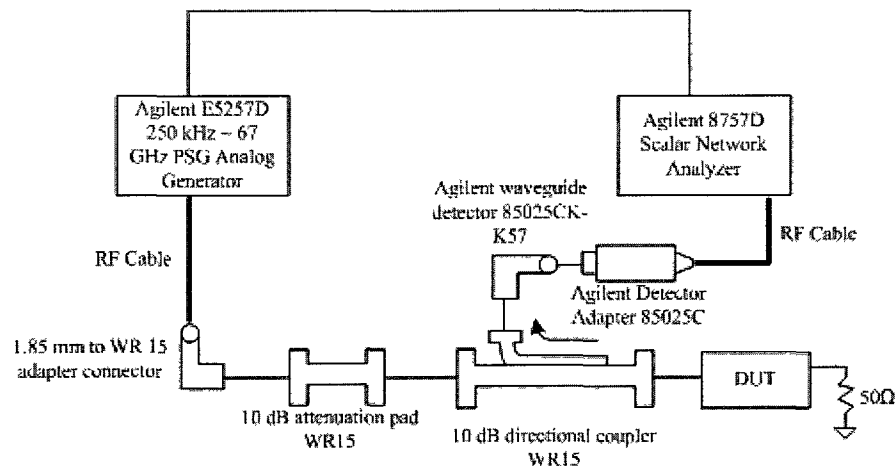 Agilent E5257D
250 kHz ~ 67
GHz PSG Analog
Generator
Agilent 8757D
Scalar Network
Analyzer
Agilent waveguide
detector 85025CK-
K57
RF Cable
RF Cable
Agilent Detector
Adapter 85025C
1.85 mm to WR 15
adapter connector
10 dB attenuation pad
WR15
10 dB directional coupler
WR15
DUT
50Ω